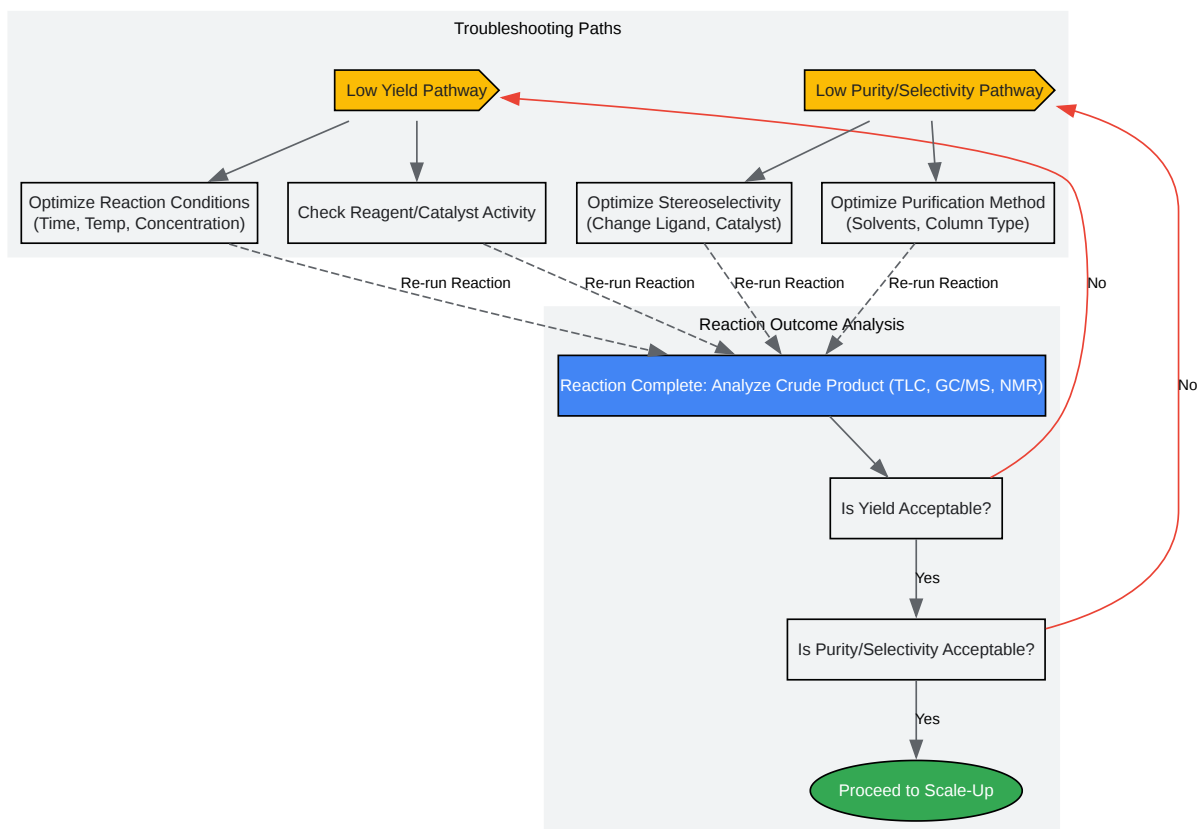 Troubleshooting Paths
Low Yield Pathway
Low Purity/Selectivity Pathway
Optimize Reaction Conditions
(Time, Temp, Concentration)
Check Reagent/Catalyst Activity
Optimize Stereoselectivity
(Change Ligand, Catalyst)
Optimize Purification Method
(Solvents, Column Type)
Re-run Reaction
Re-run Reaction
Re-run Reaction
Re-run Reaction
No
Reaction Outcome Analysis
Reaction Complete: Analyze Crude Product (TLC, GC/MS, NMR)
No
Is Yield Acceptable?
Yes
Is Purity/Selectivity Acceptable?
Yes
Proceed to Scale-Up